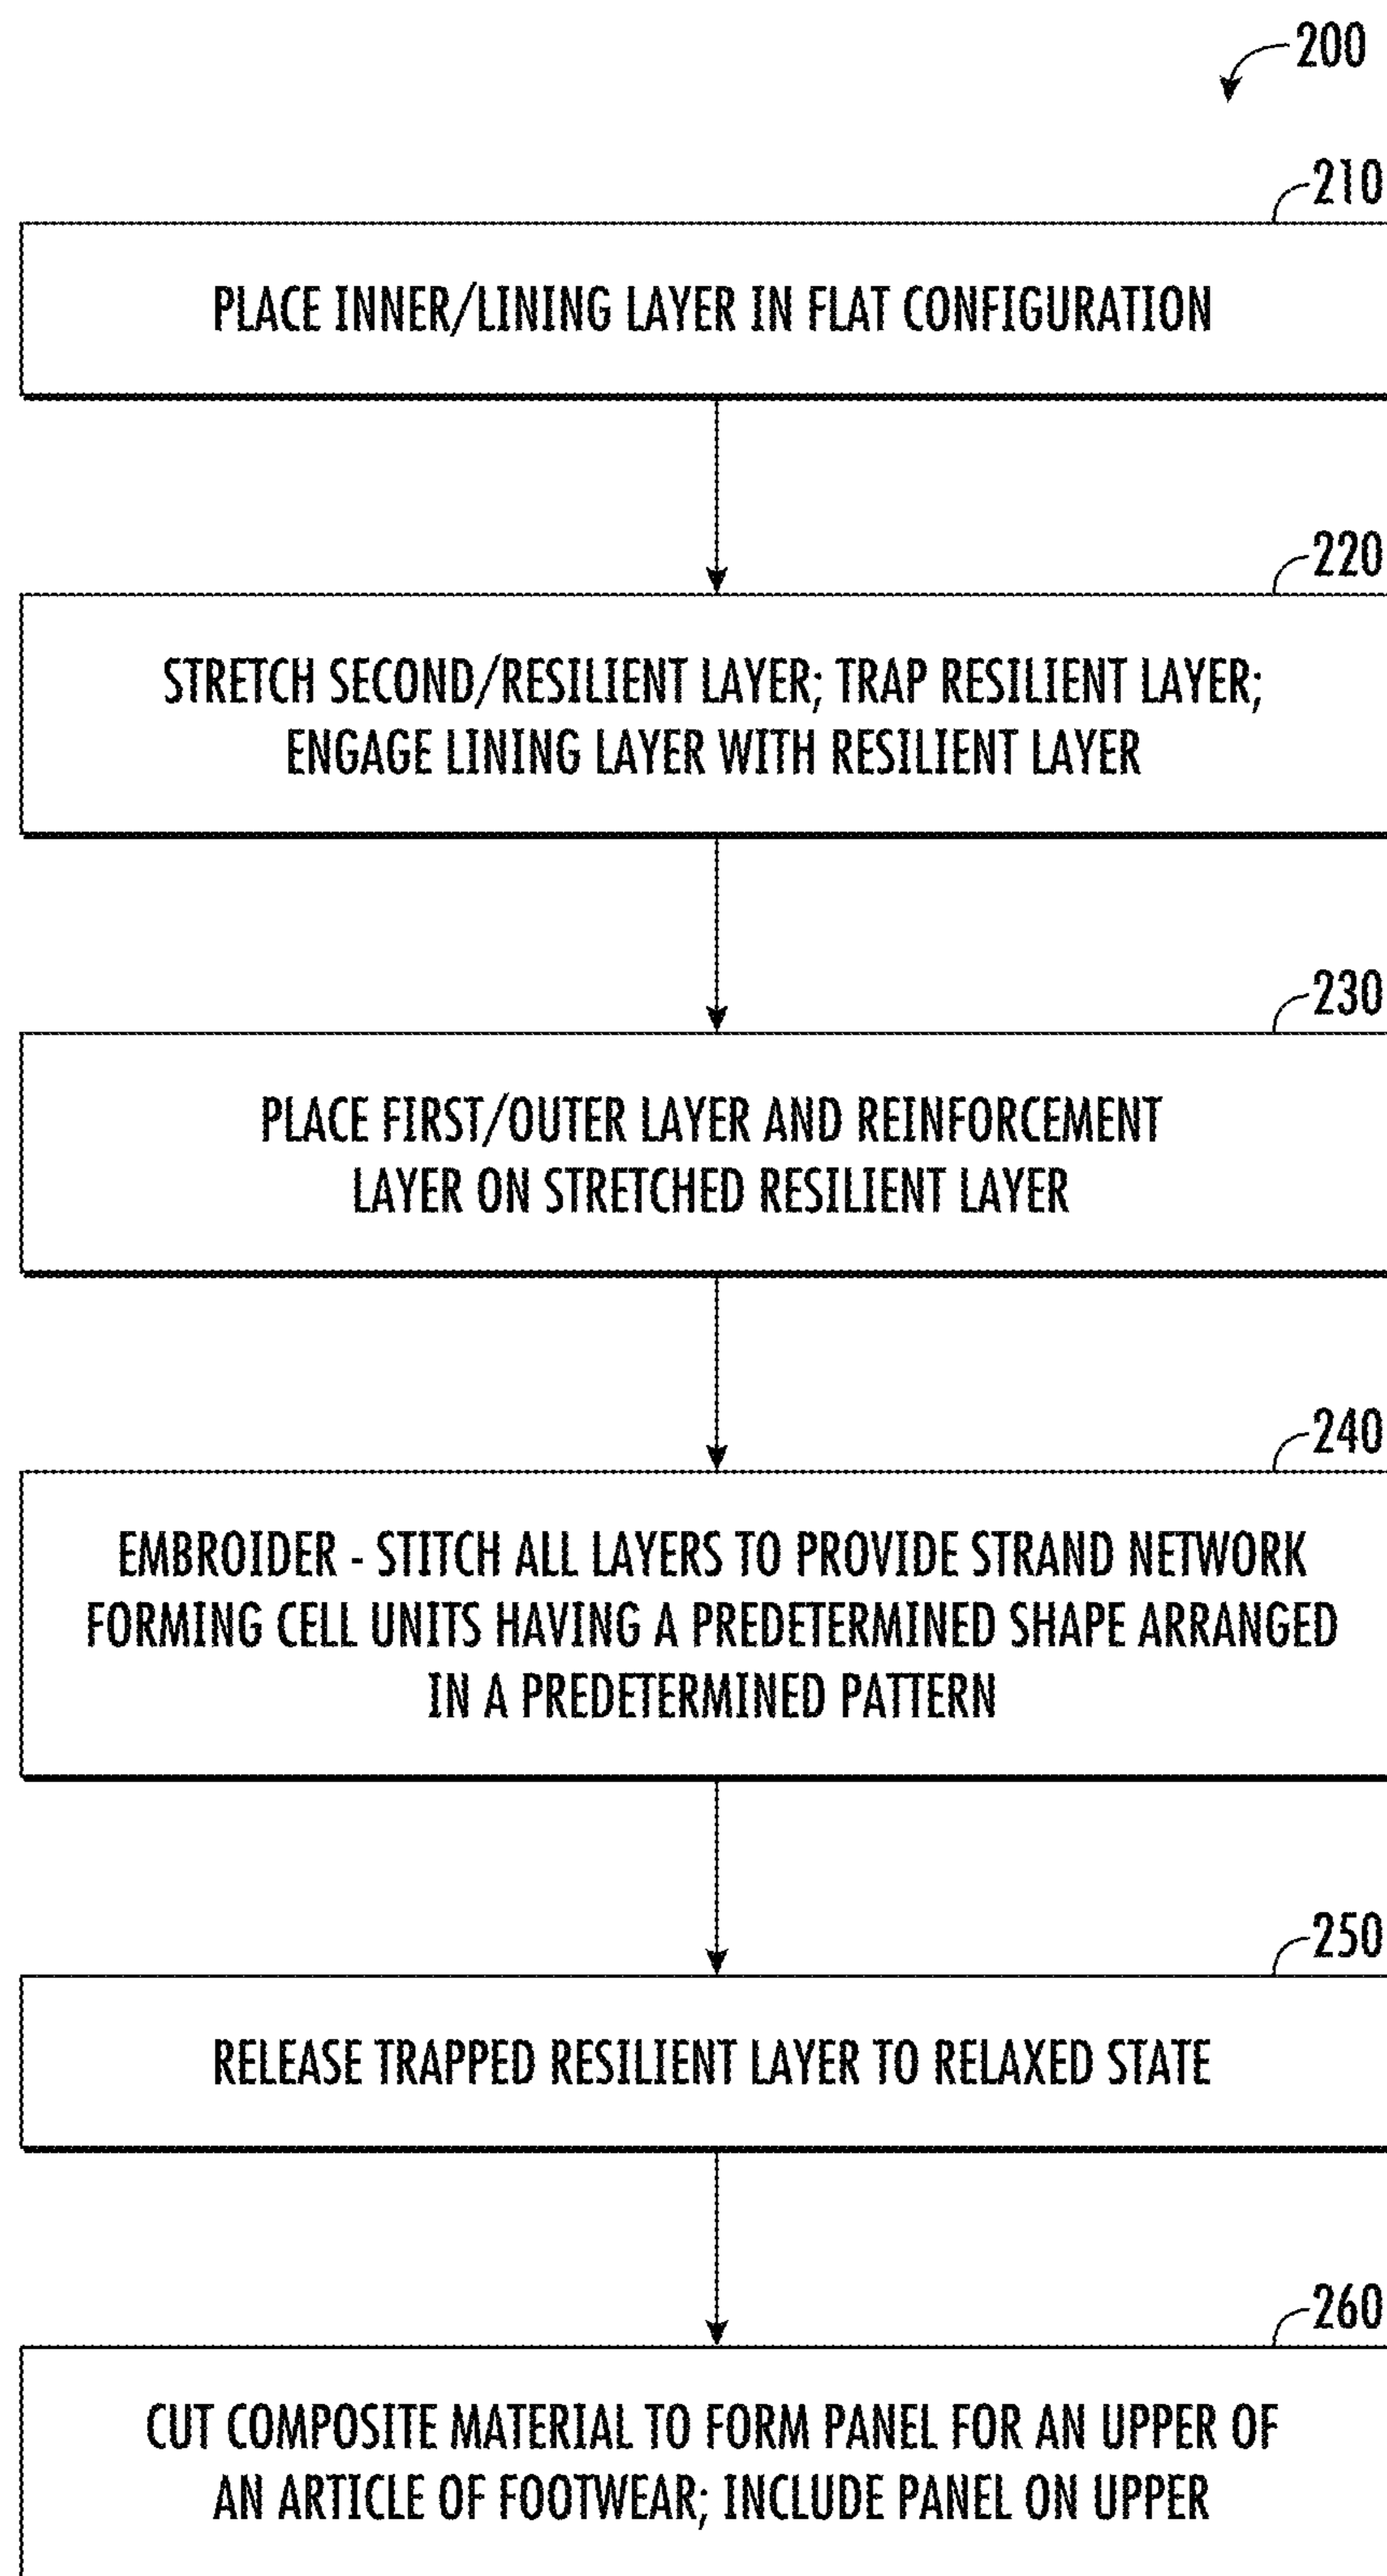 200
210
PLACE INNER/LINING LAYER IN FLAT CONFIGURATION
220
STRETCH SECOND/RESILIENT LAYER; TRAP RESILIENT LAYER;
ENGAGE LINING LAYER WITH RESILIENT LAYER
230
PLACE FIRST/OUTER LAYER AND REINFORCEMENT
LAYER ON STRETCHED RESILIENT LAYER
240
EMBROIDER - STITCH ALL LAYERS TO PROVIDE STRAND NETWORK
FORMING CELL UNITS HAVING A PREDETERMINED SHAPE ARRANGED
IN A PREDETERMINED PATTERN
250
RELEASE TRAPPED RESILIENT LAYER TO RELAXED STATE
260
CUT COMPOSITE MATERIAL TO FORM PANEL FOR AN UPPER OF
AN ARTICLE OF FOOTWEAR; INCLUDE PANEL ON UPPER